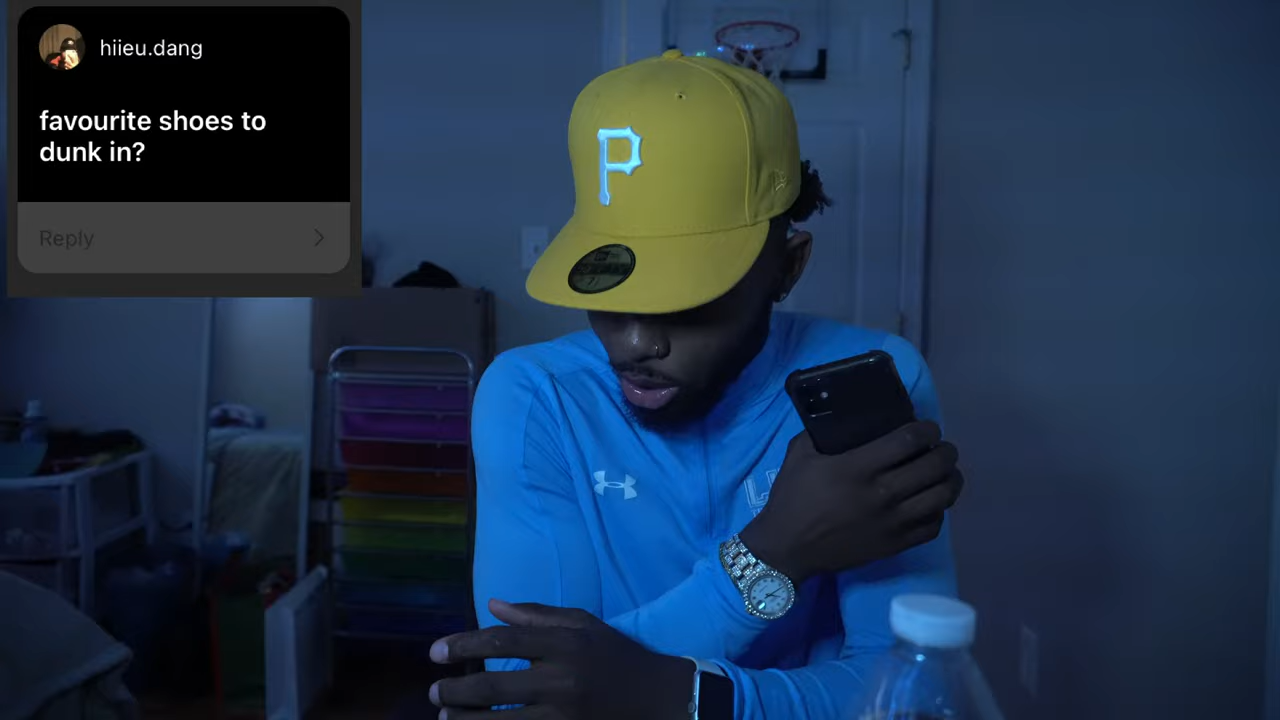 hiieu.dang
favourite shoes to
dunk in?
Reply
P